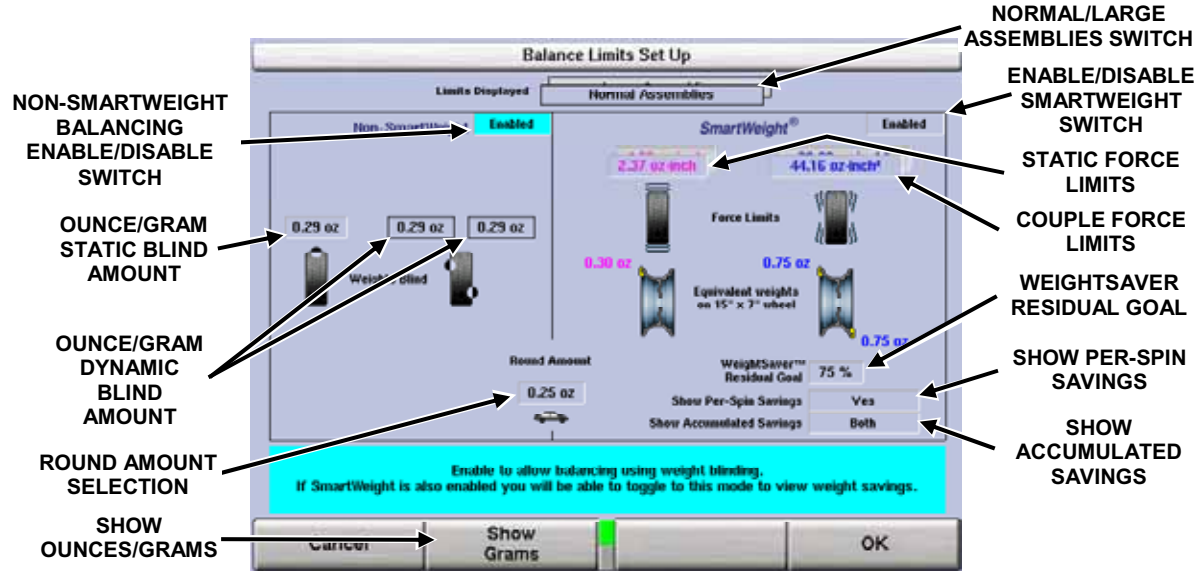 NORMAL/LARGE
ASSEMBLIES SWITCH
Balance Limits Set Up
Limits Displayed
Normal Assemblies
ENABLE/DISABLE
SMARTWEIGHT
SWITCH
NON-SMARTWEIGHT
BALANCING
ENABLE/DISABLE
SWITCH
Enabled
SmartWeight®
Enabled
STATIC FORCE
LIMITS
2.37 oz-inch
44.16 oz-inch²
COUPLE FORCE
LIMITS
OUNCE/GRAM
STATIC BLIND
AMOUNT
0.29 oz
0.29 oz
0.29 oz
Force Limits
Weights Blind
0.30 oz
0.75 oz
Equivalent weights
on 15" x 7" wheel
0.75 oz
WEIGHTSAVER
RESIDUAL GOAL
OUNCE/GRAM
DYNAMIC
BLIND
AMOUNT
Round Amount
0.25 oz
WeightSaver™
Residual Goal
75 %
SHOW PER-SPIN
SAVINGS
Show Per-Spin Savings
Yes
Show Accumulated Savings
Both
SHOW
ACCUMULATED
SAVINGS
ROUND AMOUNT
SELECTION
Enable to allow balancing using weight blinding.
If SmartWeight is also enabled you will be able to toggle to this mode to view weight savings.
SHOW
OUNCES/GRAMS
Cancel
Show
Grams
OK